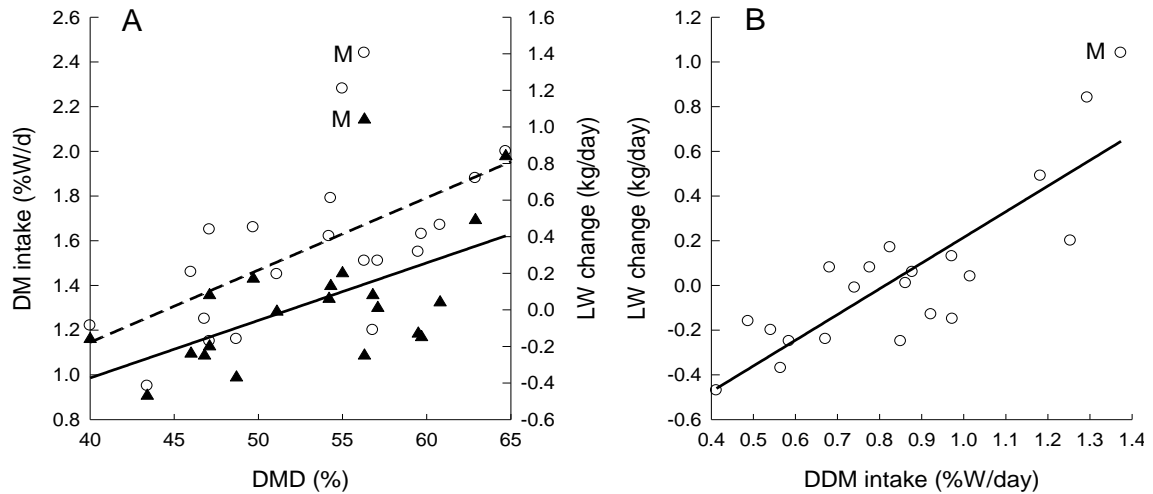 A
DM intake (%W/d)
2.6
2.4
2.2
2.0
1.8
1.6
1.4
1.2
1.0
0.8
M
M
1.6
1.4
1.2
1.0
0.8
0.6
0.4
0.2
0.0
-0.2
-0.4
-0.6
LW change (kg/day)
40 45 50 55 60 65
DMD (%)
B
LW change (kg/day)
1.2
1.0
0.8
0.6
0.4
0.2
0.0
-0.2
-0.4
-0.6
M
0.4 0.5 0.6 0.7 0.8 0.9 1.0 1.1 1.2 1.3 1.4
DDM intake (%W/day)